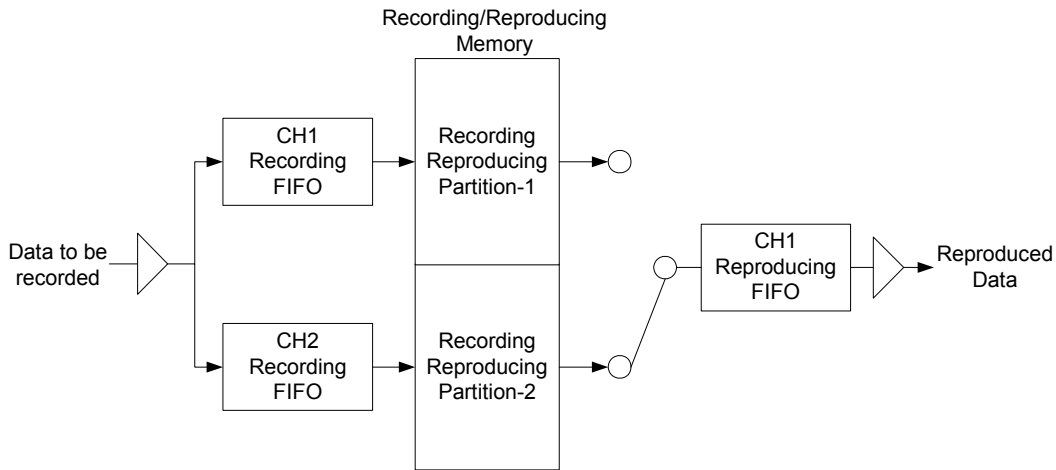 Recording/Reproducing
Memory
CH1
Recording
FIFO
Recording
Reproducing
Partition-1
Data to be
recorded
CH1
Reproducing
FIFO
Reproduced
Data
CH2
Recording
FIFO
Recording
Reproducing
Partition-2